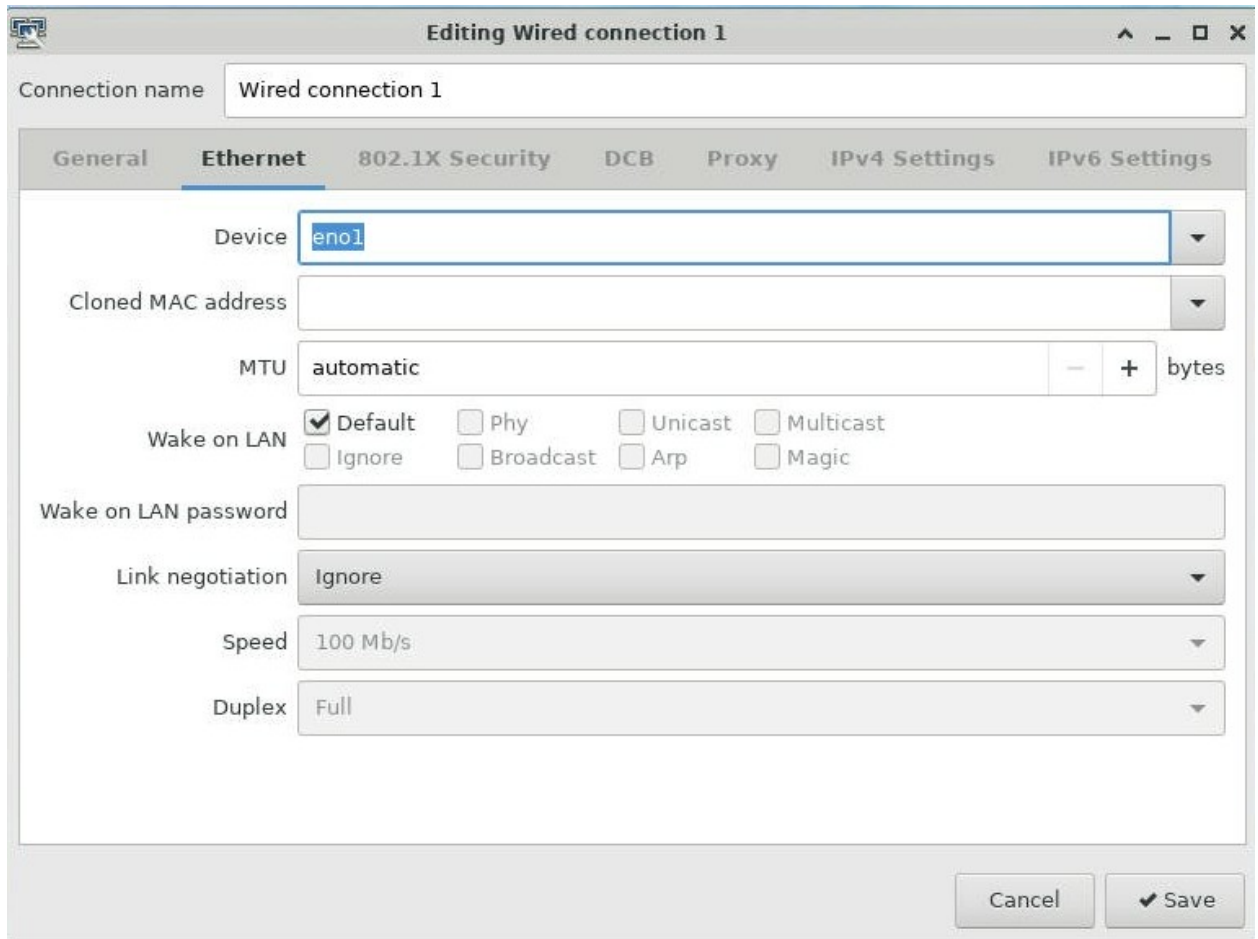 Editing Wired connection 1
Connection name Wired connection 1
General Ethernet 802.1X Security DCB Proxy IPv4 Settings IPv6 Settings
Device eno1
Cloned MAC address
MTU automatic bytes
Wake on LAN
Default Phy Unicast Multicast
Ignore Broadcast Arp Magic
Wake on LAN password
Link negotiation Ignore
Speed 100 Mb/s
Duplex Full
Cancel Save